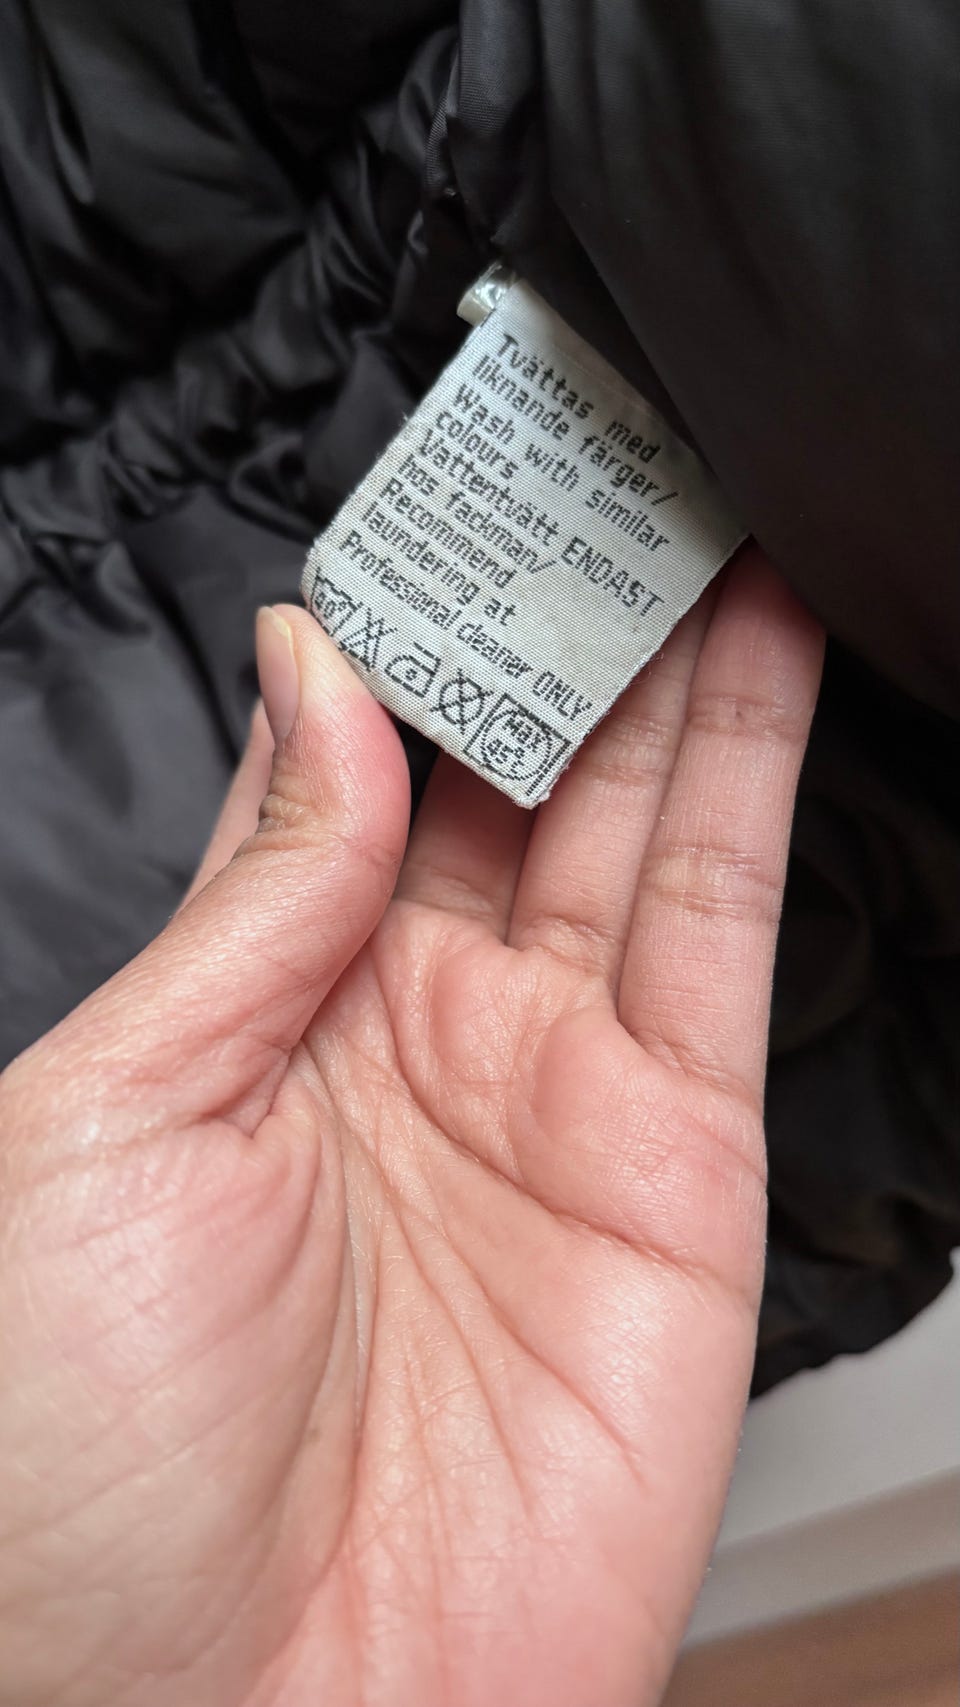 Tvättas med
liknande färger/
Wash with similar
colours
Vattentvätt ENDAST
hos fackman/
Recommend
laundering at
Professional cleaner ONLY
Max
45°